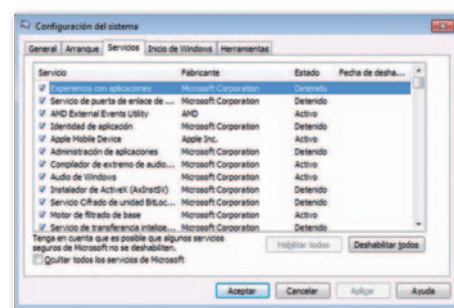 Configuración del sistema
General Arranque Servicios Inicio de Windows Herramientas
Servicio Fabricante Estado Fecha de desha...
Experiencia con aplicaciones Microsoft Corporation Detenido
Servicio de puerta de enlace de ... Microsoft Corporation Detenido
AMD External Events Utility AMD Activo
Identidad de aplicación Microsoft Corporation Detenido
Apple Mobile Device Apple Inc. Activo
Administración de aplicaciones Microsoft Corporation Detenido
Compilador de extremo de audio... Microsoft Corporation Activo
Audio de Windows Microsoft Corporation Activo
Instalador de ActiveX (AxInstSV) Microsoft Corporation Detenido
Servicio Cifrado de unidad BitLoc... Microsoft Corporation Detenido
Motor de filtrado de base Microsoft Corporation Activo
Servicio de transferencia intelige... Microsoft Corporation Detenido
Tenga en cuenta que es posible que algunos servicios
seguros de Microsoft no se deshabiliten.
Habilitar todos Deshabilitar todos
Ocultar todos los servicios de Microsoft
Aceptar Cancelar Aplicar Ayuda